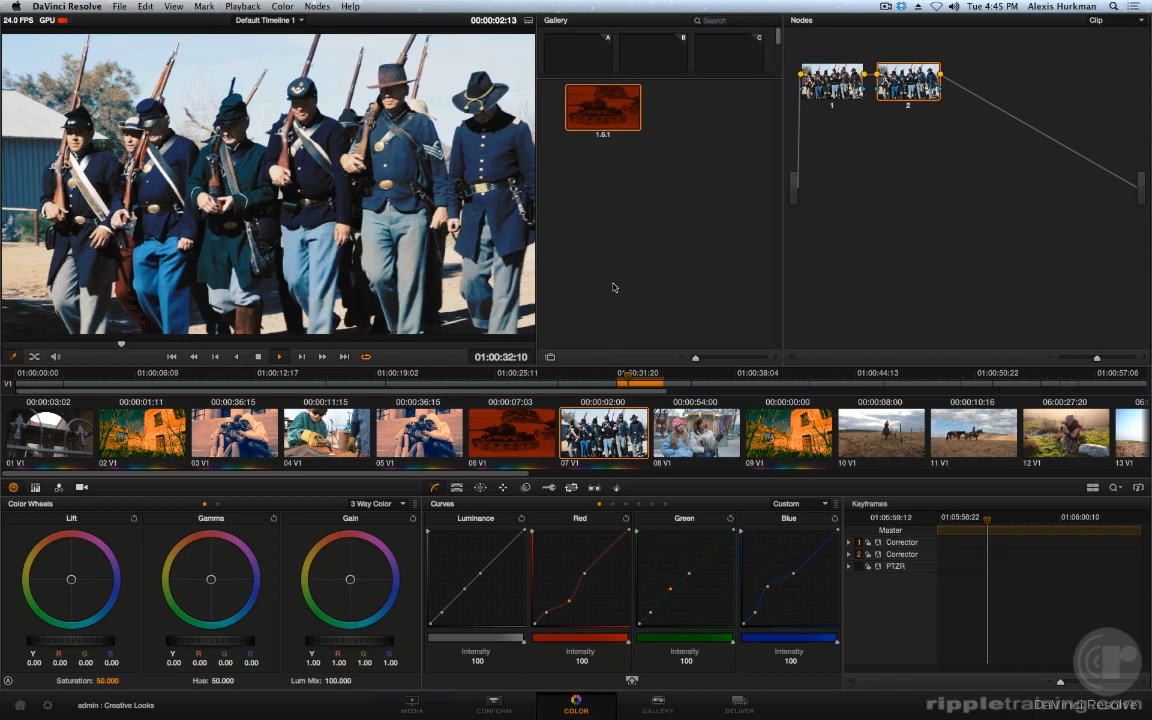 DaVinci Resolve File Edit View Mark Playback Color Nodes Help Tue 4:45 PM Alexis Hurkman
24.0 FPS GPU Default Timeline 1 00:00:02:13 Gallery Search Nodes Clip
A B C
1.6.1
1 2
01:00:32:10
01:00:00:00 01:00:06:09 01:00:12:17 01:00:19:02 01:00:25:11 01:00:31:20 01:00:38:04 01:00:44:13 01:00:50:22 01:00:57:06
V1
00:00:03:02 00:00:01:11 00:00:36:15 00:00:11:15 00:00:36:15 00:00:07:03 00:00:02:00 00:00:54:00 00:00:00:00 00:00:08:00 00:00:10:16 06:00:27:20 06:
01 V1 02 V1 03 V1 04 V1 05 V1 06 V1 07 V1 08 V1 09 V1 10 V1 11 V1 12 V1 13 V1
Color Wheels 3 Way Color Curves Custom Keyframes
Lift Gamma Gain Luminance Red Green Blue
01:05:59:12 01:05:58:22 01:06:00:10
Master
1 Corrector
2 Corrector
PTZR
Y R G B Y R G B Y R G B
0.00 0.00 0.00 0.00 0.00 0.00 0.00 0.00 1.00 1.00 1.00 1.00
Intensity Intensity Intensity Intensity
100 100 100 100
A Saturation: 50.000 Hue: 50.000 Lum Mix: 100.000
admin : Creative Looks
MEDIA CONFORM COLOR GALLERY DELIVER
rippletraining.com
DaVinci Resolve